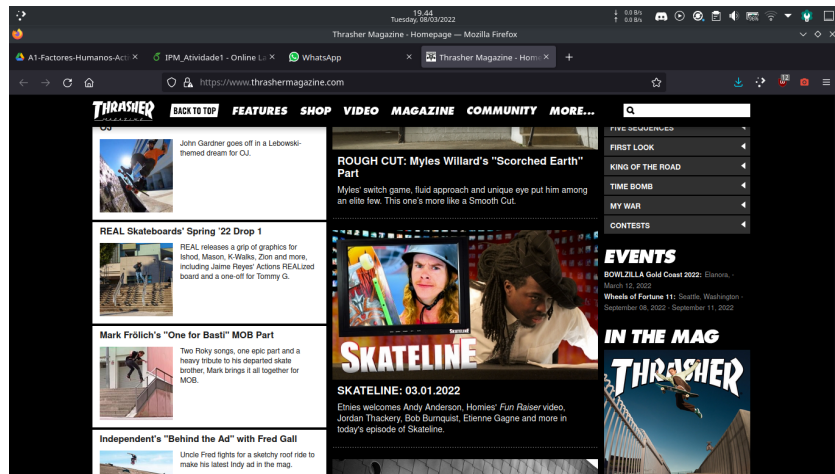 19.44
Tuesday, 08/03/2022
0.0 B/s
0.0 B/s
Thrasher Magazine - Homepage — Mozilla Firefox
A1-Factores-Humanos-Acti
IPM_Atividade1 - Online La
WhatsApp
Thrasher Magazine - Home
https://www.thrashermagazine.com
12
THRASHER
MAGAZINE
BACK TO TOP
FEATURES
SHOP
VIDEO
MAGAZINE
COMMUNITY
MORE...
OJ
John Gardner goes off in a Lebowski-
themed dream for OJ.
REAL Skateboards' Spring '22 Drop 1
REAL releases a grip of graphics for
Ishod, Mason, K-Walks, Zion and more,
including Jaime Reyes' Actions REALized
board and a one-off for Tommy G.
Mark Frölich's "One for Basti" MOB Part
Two Roky songs, one epic part and a
heavy tribute to his departed skate
brother, Mark brings it all together for
MOB.
Independent's "Behind the Ad" with Fred Gall
Uncle Fred fights for a sketchy roof ride to
make his latest Indy ad in the mag.
ROUGH CUT: Myles Willard's "Scorched Earth"
Part
Myles' switch game, fluid approach and unique eye put him among
an elite few. This one's more like a Smooth Cut.
SKATELINE
SKATELINE: 03.01.2022
Etnies welcomes Andy Anderson, Homies' Fun Raiser video,
Jordan Thackery, Bob Burnquist, Etienne Gagne and more in
today's episode of Skateline.
FIVE SEQUENCES
FIRST LOOK
KING OF THE ROAD
TIME BOMB
MY WAR
CONTESTS
EVENTS
BOWLZILLA Gold Coast 2022: Elanora, -
March 12, 2022
Wheels of Fortune 11: Seattle, Washington -
September 08, 2022 - September 11, 2022
IN THE MAG
THRASHER